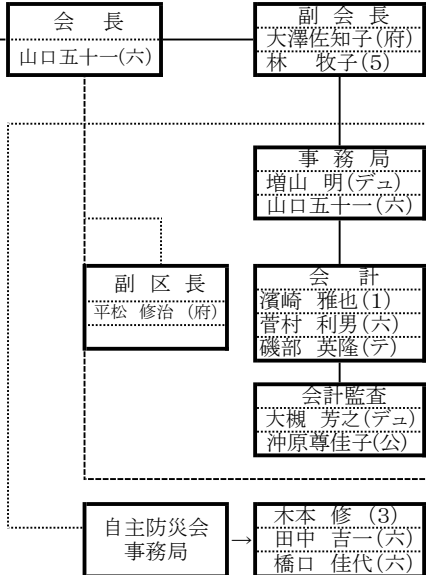 会 長
山口五十一(六)
副 会 長
大澤佐知子(府)
林 牧子(5)
事 務 局
増山 明(デュ)
山口五十一(六)
副 区 長
平松 修治 (府)
会 計
濱崎 雅也(1)
菅村 利男(六)
磯部 英隆(デ)
会計監査
大槻 芳之(デュ)
沖原尊佳子(公)
自主防災会
事務局
→
木本 修 (3)
田中 吉一(六)
橋口 佳代(六)